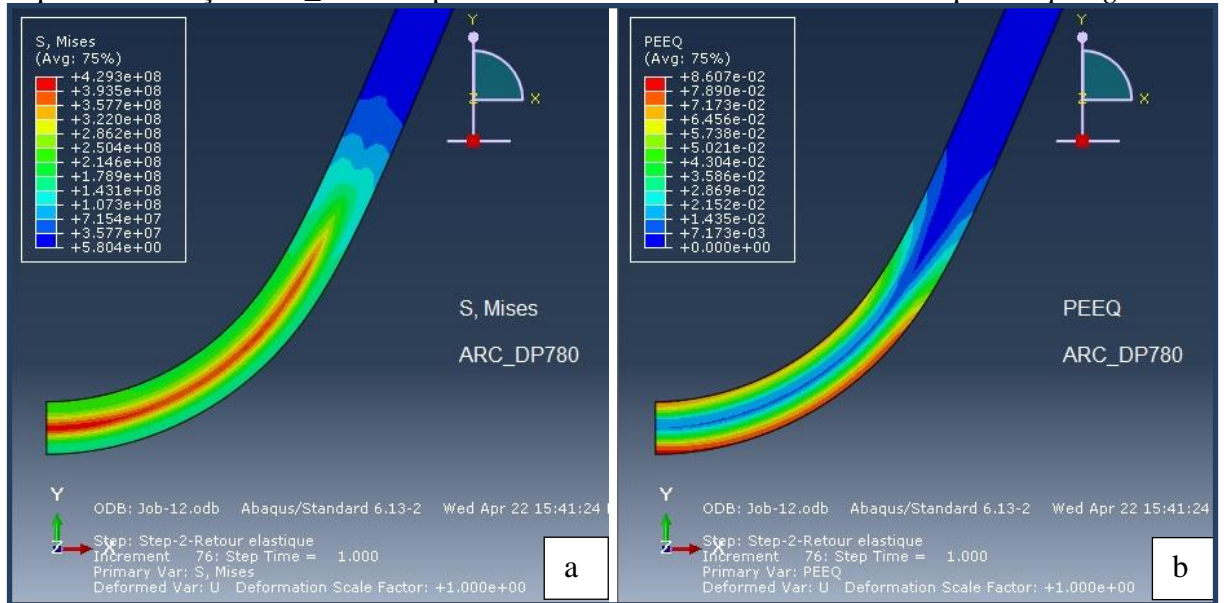 S, Mises
(Avg: 75%)
+4.293e+08
+3.935e+08
+3.577e+08
+3.220e+08
+2.862e+08
+2.504e+08
+2.146e+08
+1.789e+08
+1.431e+08
+1.073e+08
+7.154e+07
+3.577e+07
+5.804e+00
Y
X
Z
S, Mises
ARC_DP780
Y
X
Z
ODB: Job-12.odb Abaqus/Standard 6.13-2 Wed Apr 22 15:41:24
Step: Step-2-Retour elastique
Increment 76: Step Time = 1.000
Primary Var: S, Mises
Deformed Var: U Deformation Scale Factor: +1.000e+00
a
PEEQ
(Avg: 75%)
+8.607e-02
+7.890e-02
+7.173e-02
+6.456e-02
+5.738e-02
+5.021e-02
+4.304e-02
+3.586e-02
+2.869e-02
+2.152e-02
+1.435e-02
+7.173e-03
+0.000e+00
Y
X
Z
PEEQ
ARC_DP780
Y
X
Z
ODB: Job-12.odb Abaqus/Standard 6.13-2 Wed Apr 22 15:41:24
Step: Step-2-Retour elastique
Increment 76: Step Time = 1.000
Primary Var: PEEQ
Deformed Var: U Deformation Scale Factor: +1.000e+00
b